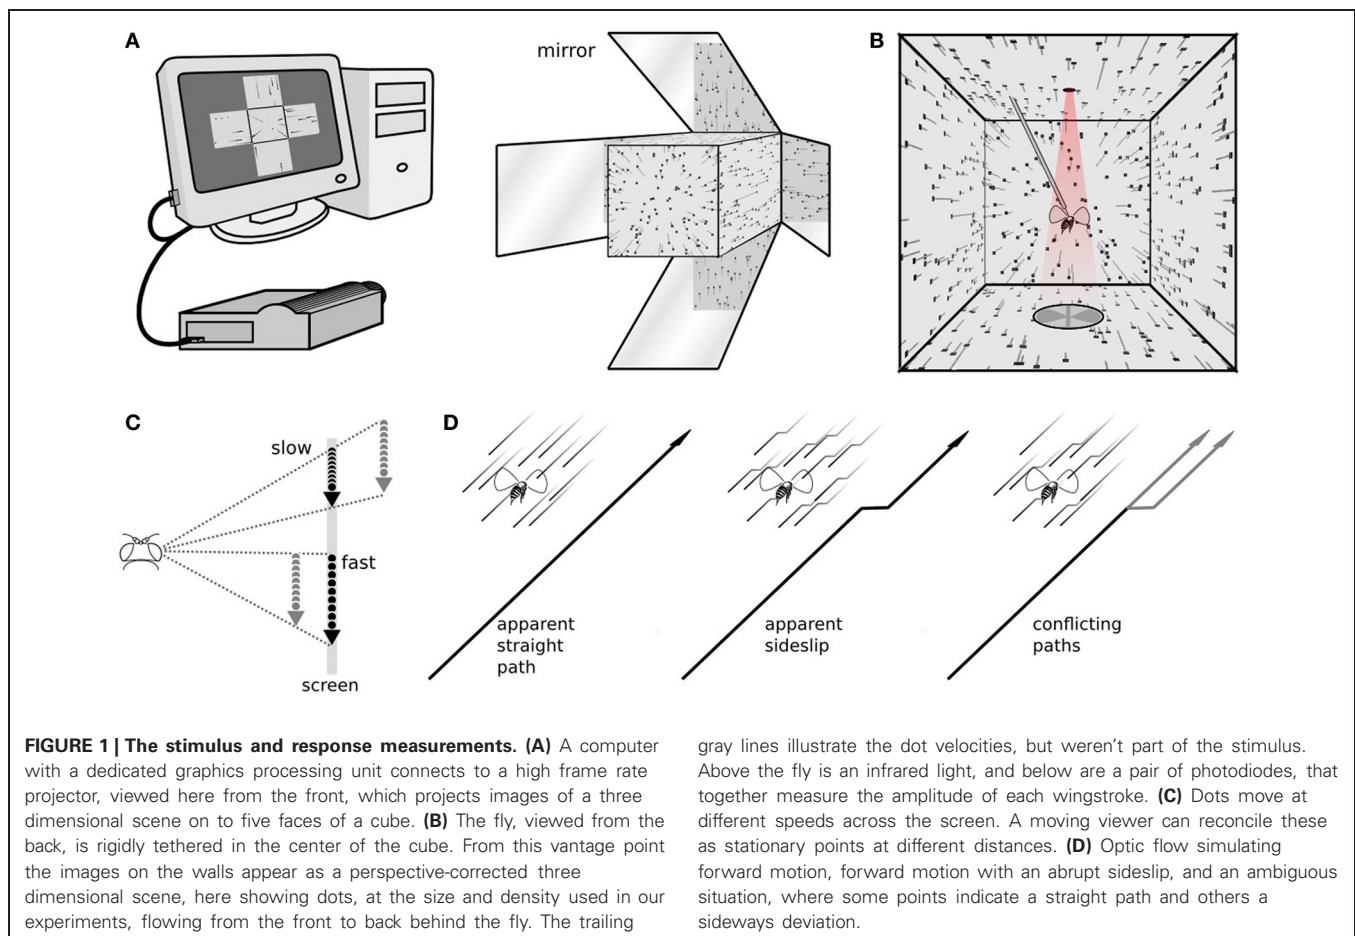 A
mirror
B
C
slow
fast
screen
D
apparent
straight
path
apparent
sideslip
conflicting
paths
FIGURE 1 | The stimulus and response measurements. (A) A computer
with a dedicated graphics processing unit connects to a high frame rate
projector, viewed here from the front, which projects images of a three
dimensional scene on to five faces of a cube. (B) The fly, viewed from the
back, is rigidly tethered in the center of the cube. From this vantage point
the images on the walls appear as a perspective-corrected three
dimensional scene, here showing dots, at the size and density used in our
experiments, flowing from the front to back behind the fly. The trailing
gray lines illustrate the dot velocities, but weren't part of the stimulus.
Above the fly is an infrared light, and below are a pair of photodiodes, that
together measure the amplitude of each wingstroke. (C) Dots move at
different speeds across the screen. A moving viewer can reconcile these
as stationary points at different distances. (D) Optic flow simulating
forward motion, forward motion with an abrupt sideslip, and an ambiguous
situation, where some points indicate a straight path and others a
sideways deviation.